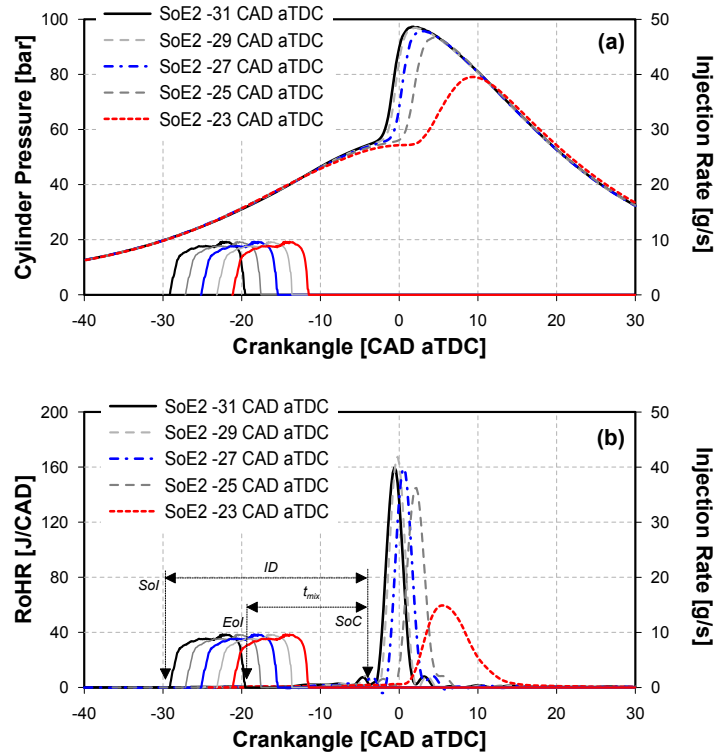 SoE2 -31 CAD aTDC
SoE2 -29 CAD aTDC
SoE2 -27 CAD aTDC
SoE2 -25 CAD aTDC
SoE2 -23 CAD aTDC
(a)
Cylinder Pressure [bar]
100
80
60
40
20
0
Injection Rate [g/s]
50
40
30
20
10
0
-40 -30 -20 -10 0 10 20 30
Crankangle [CAD aTDC]
SoE2 -31 CAD aTDC
SoE2 -29 CAD aTDC
SoE2 -27 CAD aTDC
SoE2 -25 CAD aTDC
SoE2 -23 CAD aTDC
(b)
RoHR [J/CAD]
200
160
120
80
40
0
Injection Rate [g/s]
50
40
30
20
10
0
SoI
ID
EoI
tmix
SoC
-40 -30 -20 -10 0 10 20 30
Crankangle [CAD aTDC]